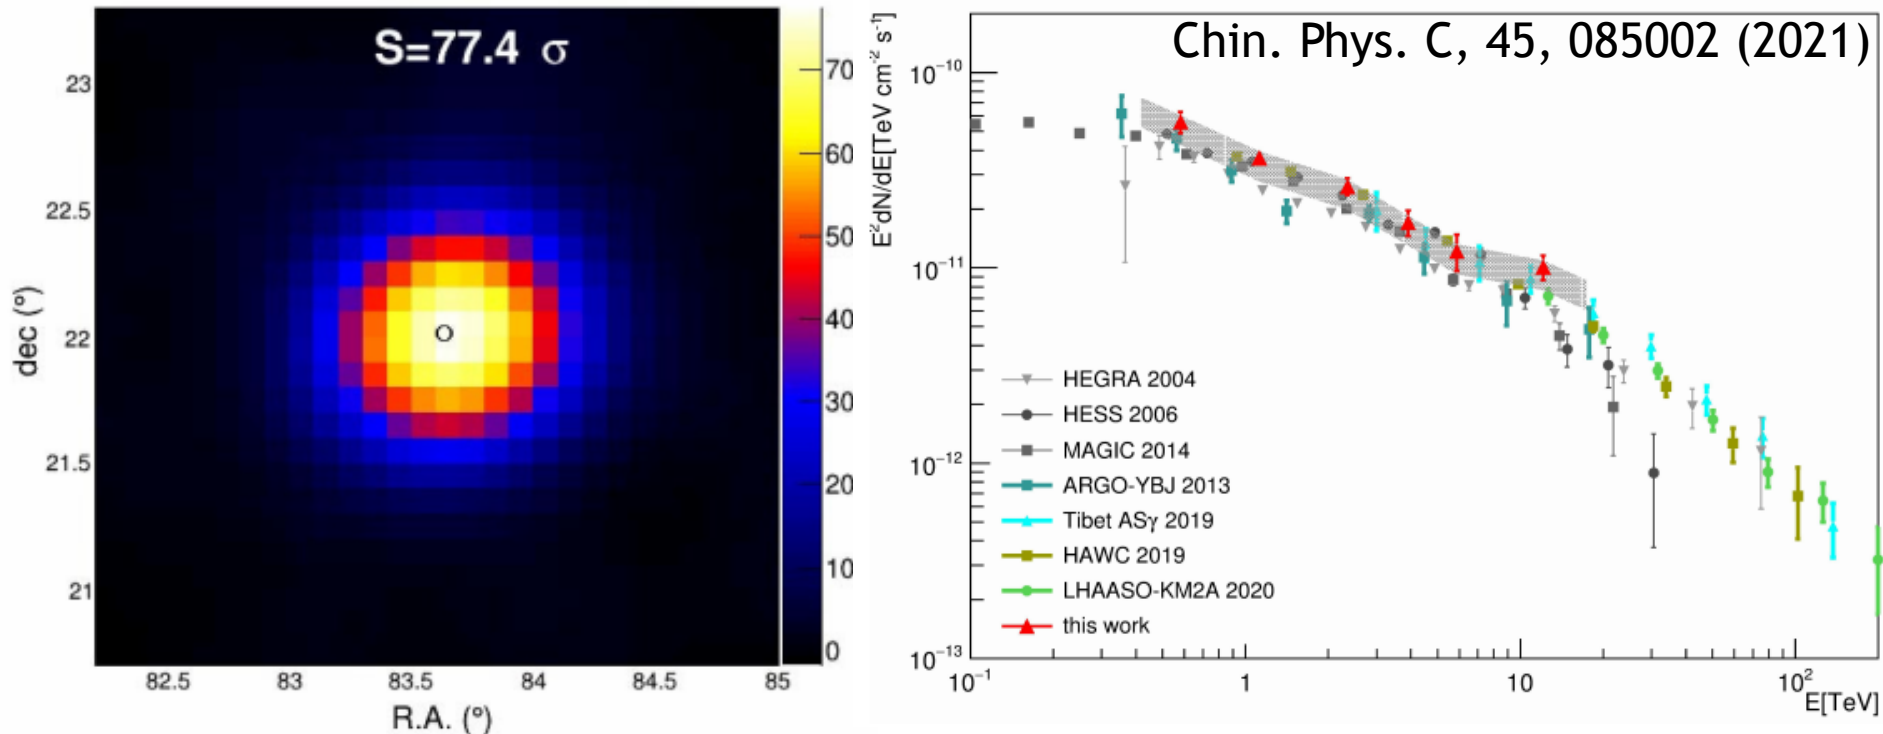 S=77.4 σ
23
22.5
22
21.5
21
dec (°)
82.5 83 83.5 84 84.5 85
R.A. (°)
70
60
50
40
30
20
10
0
Chin. Phys. C, 45, 085002 (2021)
E²dN/dE[TeV cm⁻² s⁻¹]
10⁻¹⁰
10⁻¹¹
10⁻¹²
10⁻¹³
HEGRA 2004
HESS 2006
MAGIC 2014
ARGO-YBJ 2013
Tibet ASγ 2019
HAWC 2019
LHAASO-KM2A 2020
this work
10⁻¹ 1 10 10²
E[TeV]